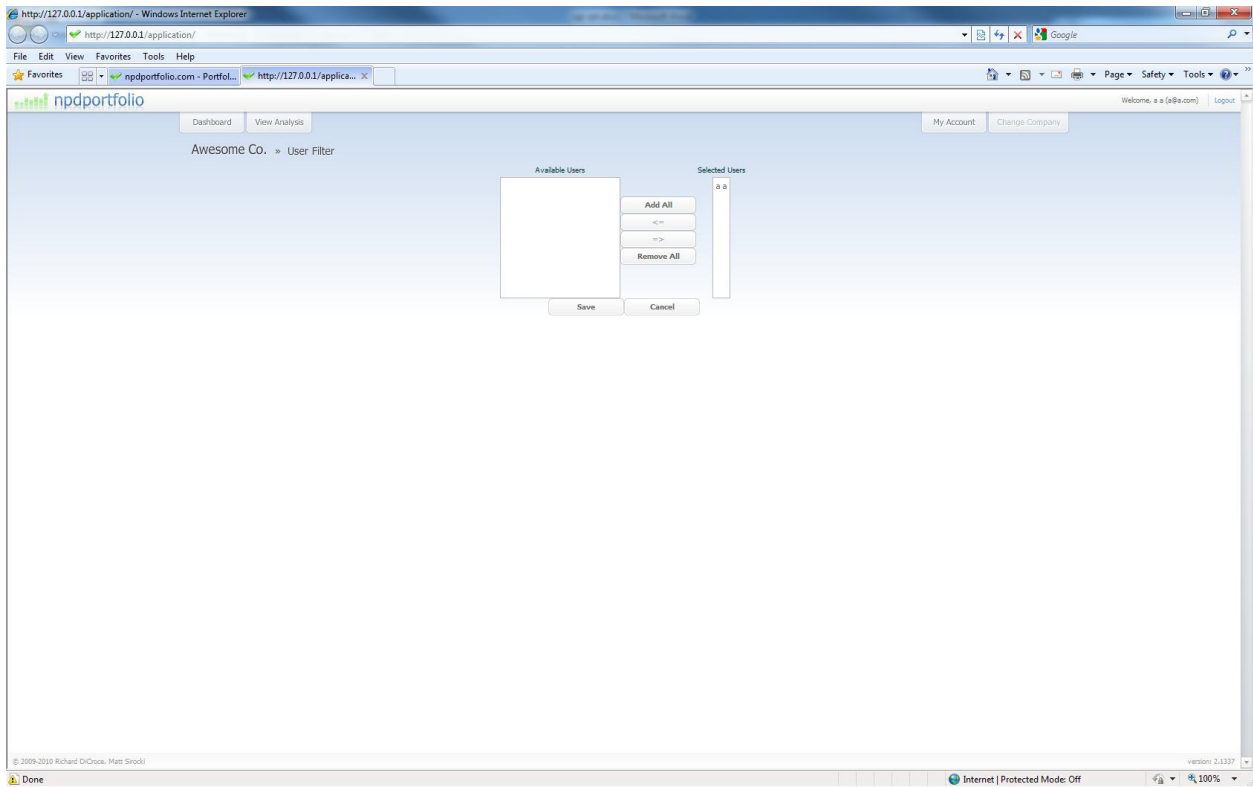 http://127.0.0.1/application/ - Windows Internet Explorer
http://127.0.0.1/application/
Google
File Edit View Favorites Tools Help
Favorites npdportfolio.com - Portfol... http://127.0.0.1/applica... X Page Safety Tools
npdportfolio Welcome, a a (a@a.com) Logout
Dashboard View Analysis My Account Change Company
Awesome Co. » User Filter
Available Users Selected Users
a a
Add All
<=
=>
Remove All
Save Cancel
© 2009-2010 Richard DiCroce, Matt Sirocki version: 2.1337
Done Internet | Protected Mode: Off 100%